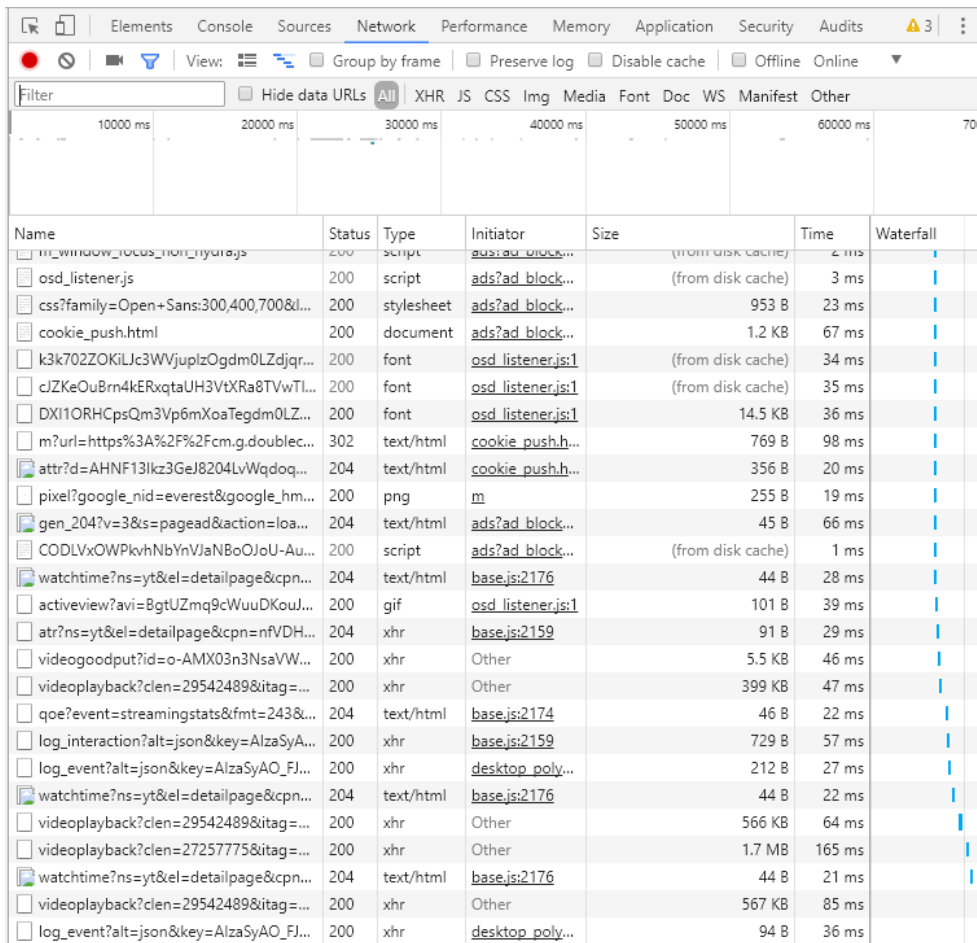 Elements Console Sources Network Performance Memory Application Security Audits 3
View: Group by frame Preserve log Disable cache Offline Online
Filter Hide data URLs All XHR JS CSS Img Media Font Doc WS Manifest Other
10000 ms 20000 ms 30000 ms 40000 ms 50000 ms 60000 ms 70
Name Status Type Initiator Size Time Waterfall
m_window_focus_non_hydra.js 200 script ads?ad_block... (from disk cache) 2 ms
osd_listener.js 200 script ads?ad_block... (from disk cache) 3 ms
css?family=Open+Sans:300,400,700&l... 200 stylesheet ads?ad_block... 953 B 23 ms
cookie_push.html 200 document ads?ad_block... 1.2 KB 67 ms
k3k702ZOKiLJc3WVjuplzOgdm0LZdjqr... 200 font osd_listener.js:1 (from disk cache) 34 ms
cJZKeOuBrn4kERxqtaUH3VtXRa8TVwTI... 200 font osd_listener.js:1 (from disk cache) 35 ms
DXI1ORHCpsQm3Vp6mXoaTegdm0LZ... 200 font osd_listener.js:1 14.5 KB 36 ms
m?url=https%3A%2F%2Fcm.g.doublec... 302 text/html cookie_push.h... 769 B 98 ms
attr?d=AHNF13Ikz3GeJ8204LvWqdoq... 204 text/html cookie_push.h... 356 B 20 ms
pixel?google_nid=everest&google_hm... 200 png m 255 B 19 ms
gen_204?v=3&s=pagead&action=loa... 204 text/html ads?ad_block... 45 B 66 ms
CODLVxOWPkvhNbYnVJaNBoOJoU-Au... 200 script ads?ad_block... (from disk cache) 1 ms
watchtime?ns=yt&el=detailpage&cpn... 204 text/html base.js:2176 44 B 28 ms
activeview?avi=BgtUZmq9cWuuDKouJ... 200 gif osd_listener.js:1 101 B 39 ms
atr?ns=yt&el=detailpage&cpn=nfVDH... 204 xhr base.js:2159 91 B 29 ms
videogoodput?id=o-AMX03n3NsaVW... 200 xhr Other 5.5 KB 46 ms
videoplayback?clen=29542489&itag=... 200 xhr Other 399 KB 47 ms
qoe?event=streamingstats&fmt=243&... 204 text/html base.js:2174 46 B 22 ms
log_interaction?alt=json&key=AIzaSyA... 200 xhr base.js:2159 729 B 57 ms
log_event?alt=json&key=AIzaSyAO_FJ... 200 xhr desktop_poly... 212 B 27 ms
watchtime?ns=yt&el=detailpage&cpn... 204 text/html base.js:2176 44 B 22 ms
videoplayback?clen=29542489&itag=... 200 xhr Other 566 KB 64 ms
videoplayback?clen=27257775&itag=... 200 xhr Other 1.7 MB 165 ms
watchtime?ns=yt&el=detailpage&cpn... 204 text/html base.js:2176 44 B 21 ms
videoplayback?clen=29542489&itag=... 200 xhr Other 567 KB 85 ms
log_event?alt=json&key=AIzaSyAO_FJ... 200 xhr desktop_poly... 94 B 36 ms